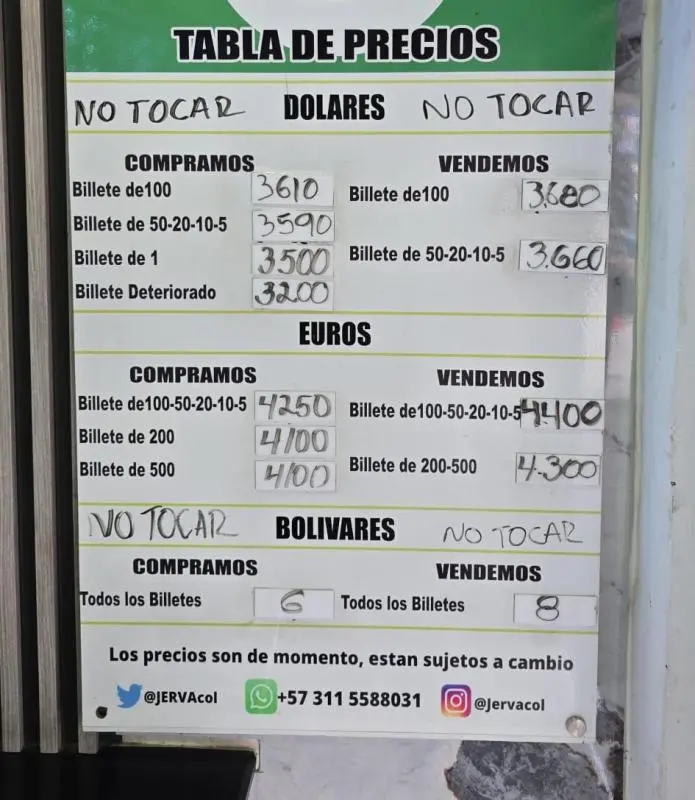 TABLA DE PRECIOS
NO TOCAR DOLARES NO TOCAR
COMPRAMOS VENDEMOS
Billete de100 3610 Billete de100 3.680
Billete de 50-20-10-5 3590 Billete de 50-20-10-5 3.660
Billete de 1 3500
Billete Deteriorado 3200
EUROS
COMPRAMOS VENDEMOS
Billete de100-50-20-10-5 4250 Billete de100-50-20-10-5 4.400
Billete de 200 4100
Billete de 500 4100 Billete de 200-500 4.300
NO TOCAR BOLIVARES NO TOCAR
COMPRAMOS VENDEMOS
Todos los Billetes 6 Todos los Billetes 8
Los precios son de momento, estan sujetos a cambio
@JERVAcol +57 311 5588031 @Jervacol